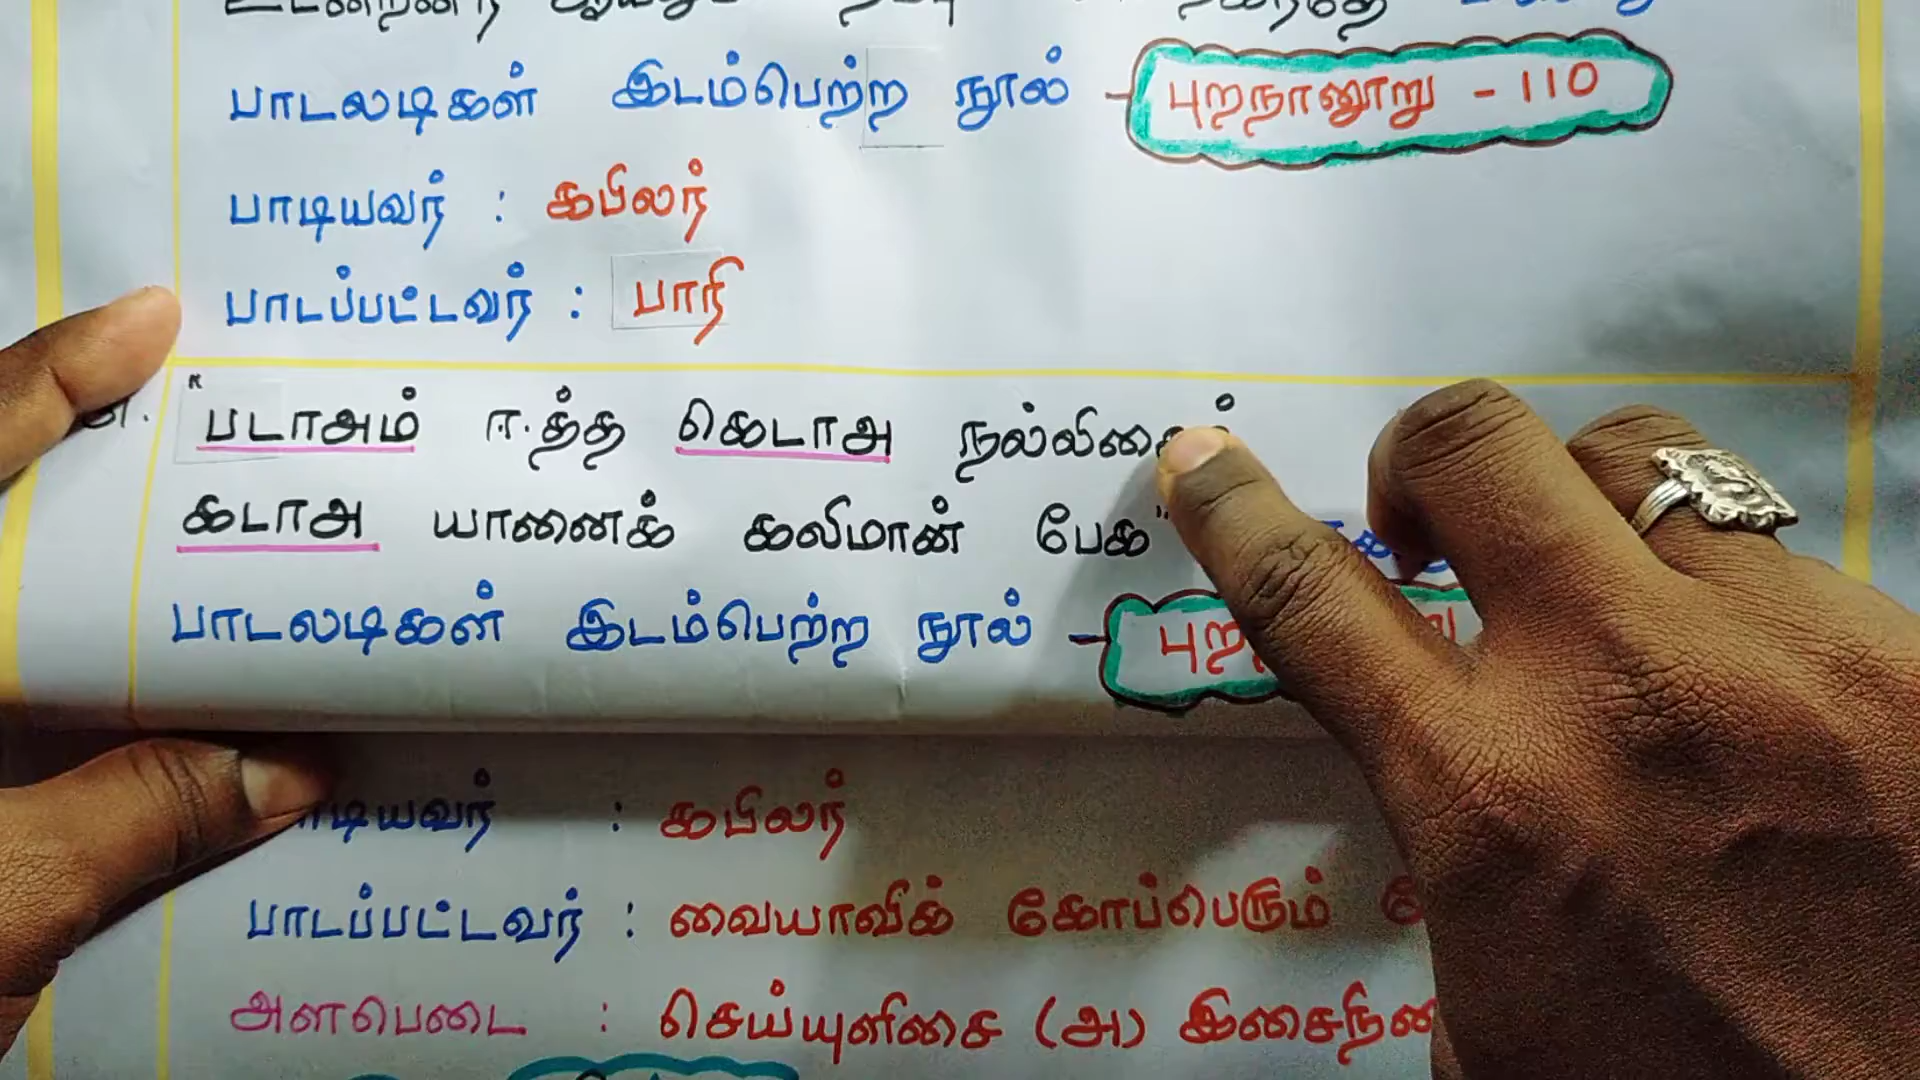 பாடலடிகள் இடம்பெற்ற நூல் - புறநானூறு - 110
பாடியவர் : கபிலர்
பாடப்பட்டவர் : பாரி
"படாஅம் ஈத்த கெடாஅ நல்லிசைக்
கடாஅ யானைக் கலிமான் பேக"
பாடலடிகள் இடம்பெற்ற நூல் -
பாடியவர் : கபிலர்
பாடப்பட்டவர் : வையாவிக் கோப்பெரும்
அளபெடை : செய்யுளிசை (அ)